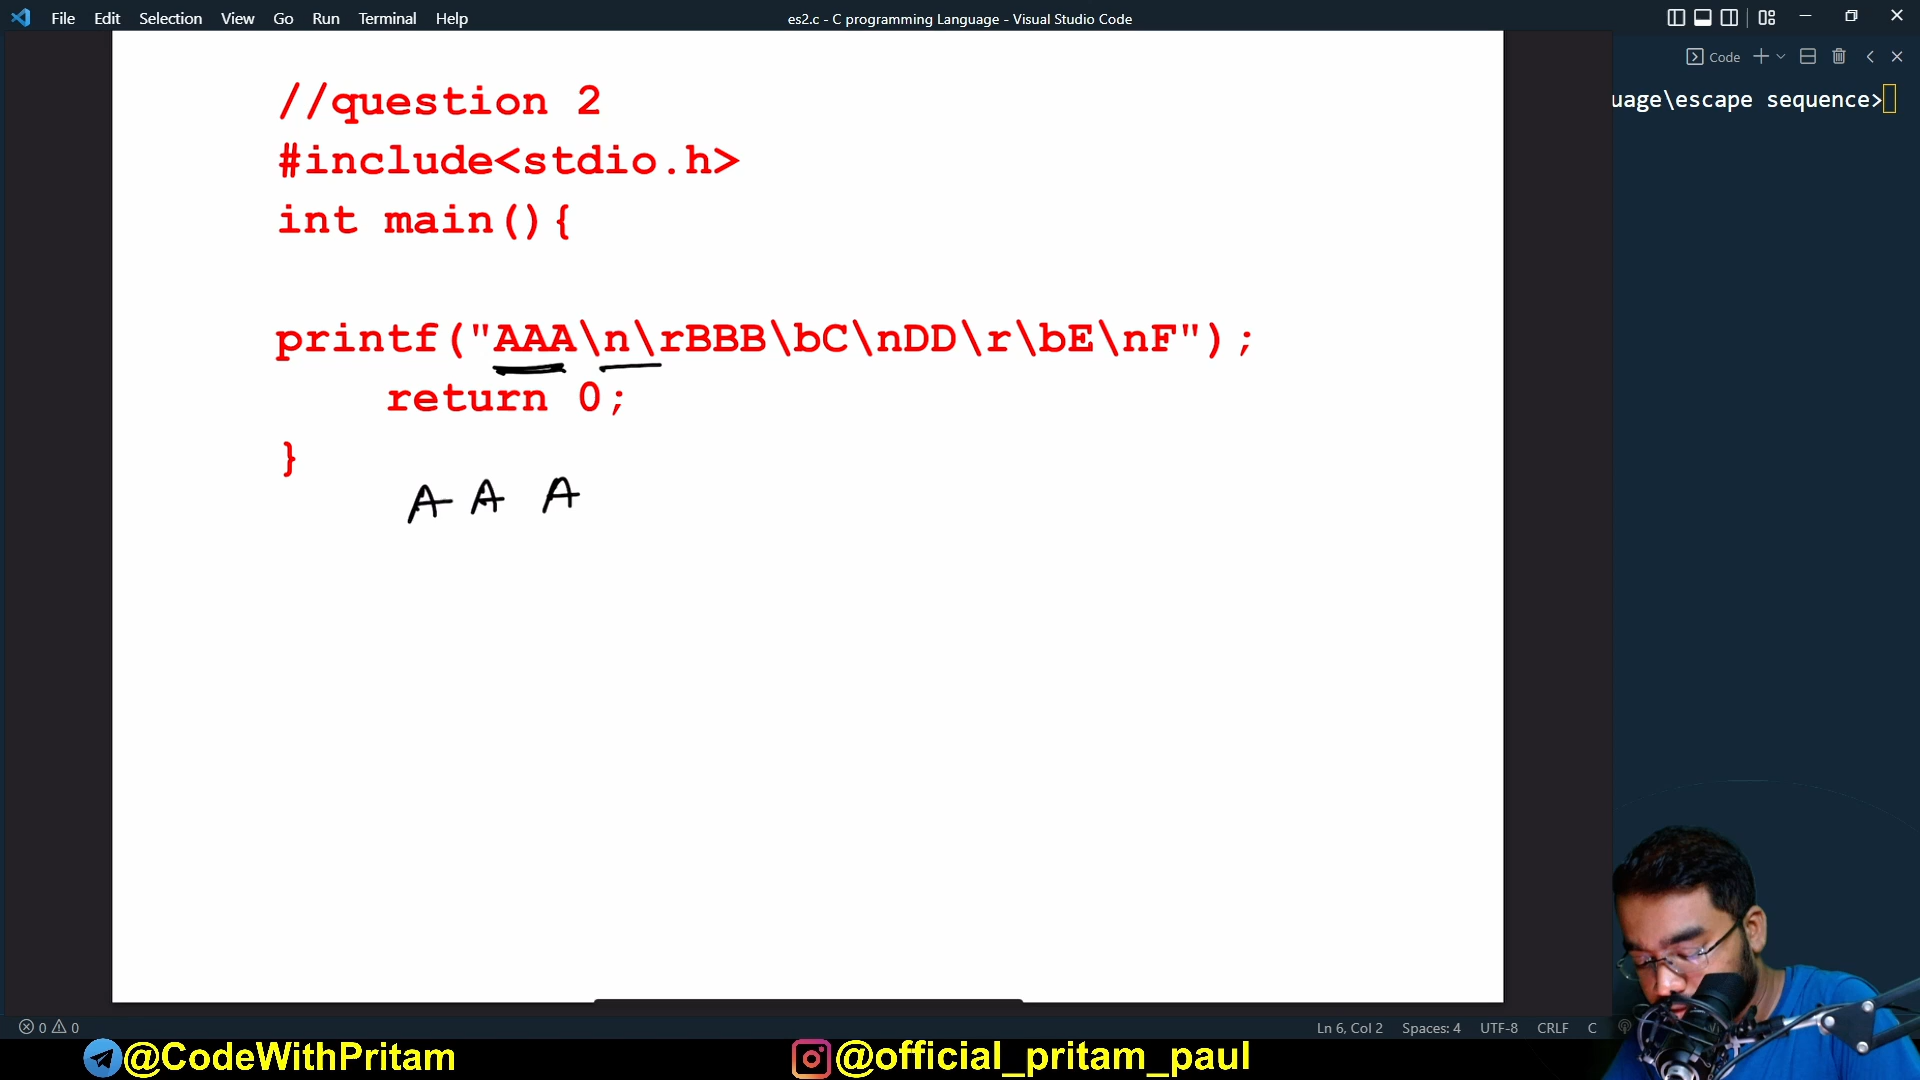 File Edit Selection View Go Run Terminal Help
es2.c - C programming Language - Visual Studio Code
Code
uage\escape sequence>
//question 2
#include<stdio.h>
int main(){
printf("AAA\n\rBBB\bC\nDD\r\bE\nF");
return 0;
}
A A A
0 0
Ln 6, Col 2 Spaces: 4 UTF-8 CRLF C
@CodeWithPritam
@official_pritam_paul